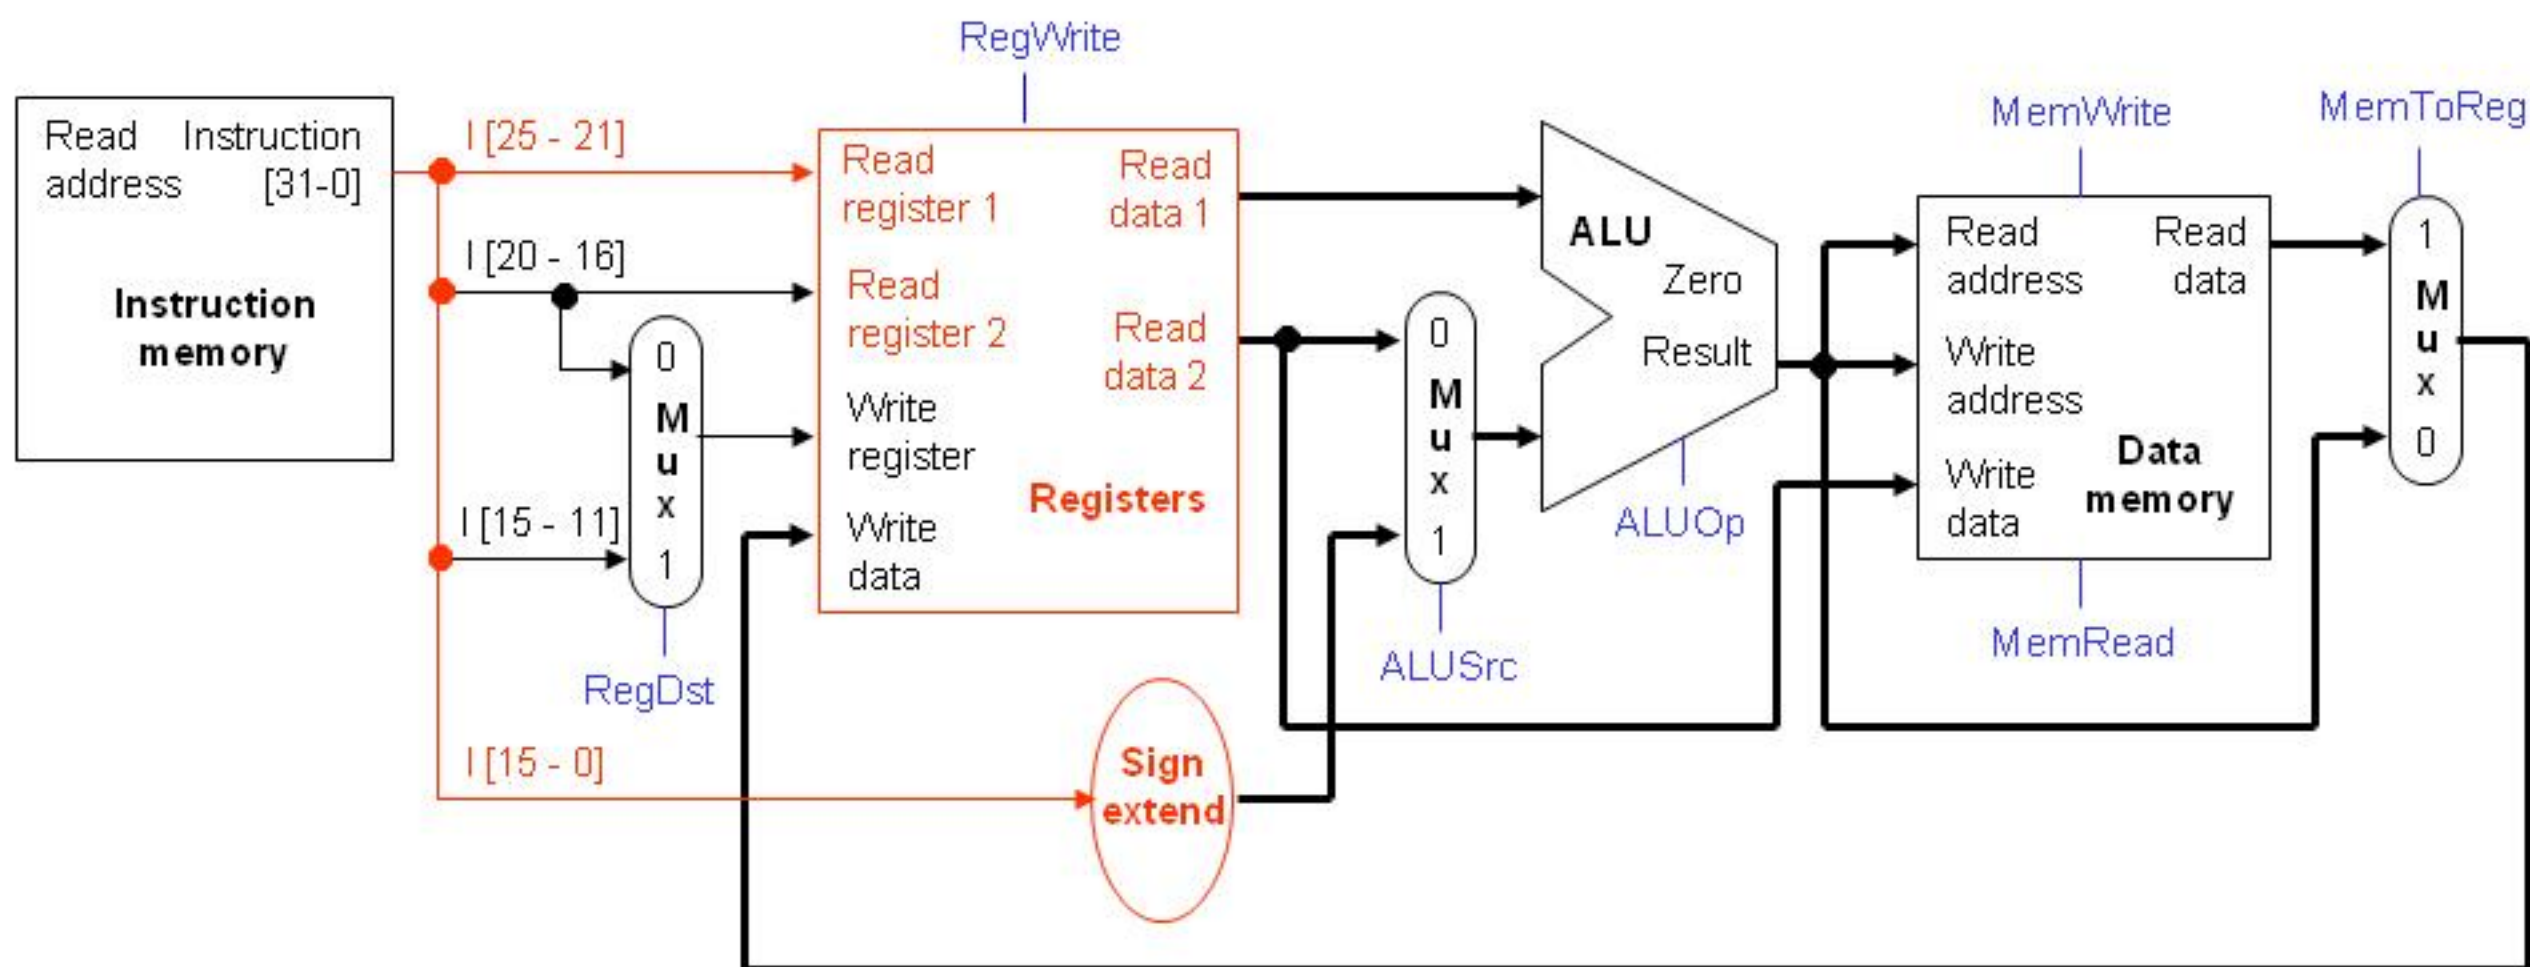 RegWrite
MemWrite
MemToReg
Read Instruction
address [31-0]
Instruction
memory
I [25 - 21]
I [20 - 16]
I [15 - 11]
I [15 - 0]
0
M
u
x
1
RegDst
Read
register 1
Read
data 1
Read
register 2
Read
data 2
Write
register
Write
data
Registers
Sign
extend
0
M
u
x
1
ALUSrc
ALU
Zero
Result
ALUOp
Read
address
Read
data
Write
address
Write
data
Data
memory
MemRead
1
M
u
x
0